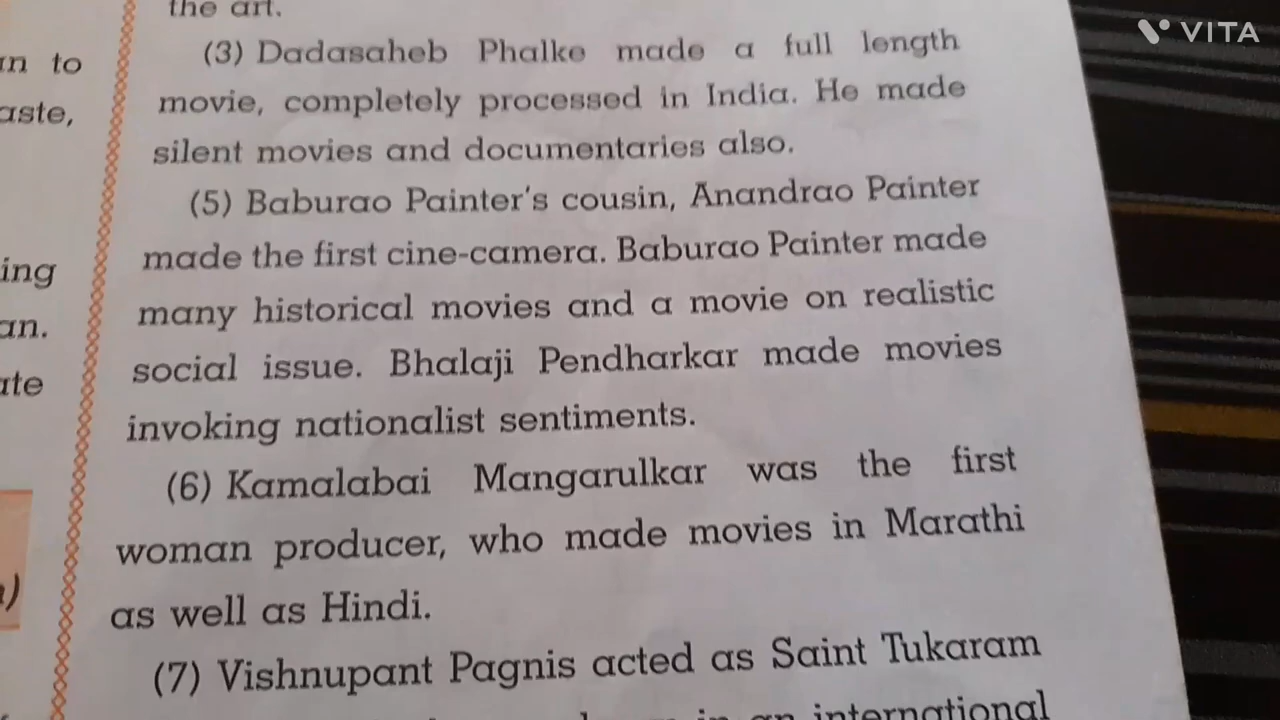 the art.
(3) Dadasaheb Phalke made a full length
movie, completely processed in India. He made
silent movies and documentaries also.
(5) Baburao Painter's cousin, Anandrao Painter
made the first cine-camera. Baburao Painter made
many historical movies and a movie on realistic
social issue. Bhalaji Pendharkar made movies
invoking nationalist sentiments.
(6) Kamalabai Mangarulkar was the first
woman producer, who made movies in Marathi
as well as Hindi.
(7) Vishnupant Pagnis acted as Saint Tukaram
in an international
to
VITA